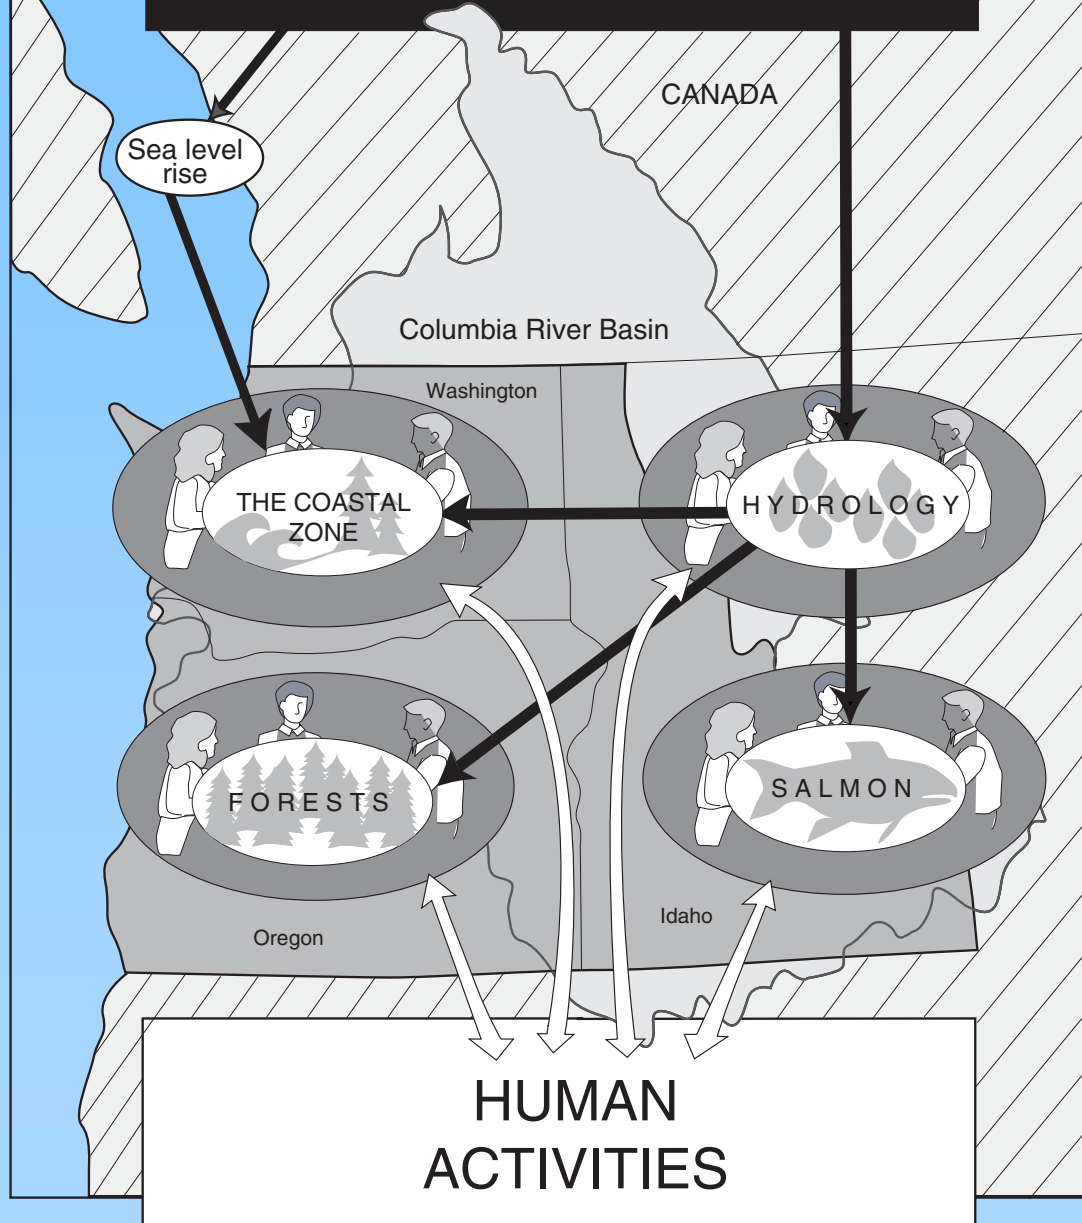 CANADA
Sea level
rise
Columbia River Basin
Washington
THE COASTAL
ZONE
HYDROLOGY
FORESTS
SALMON
Oregon
Idaho
HUMAN
ACTIVITIES